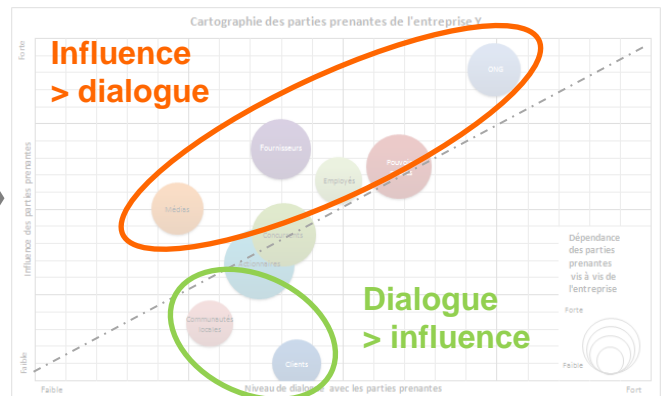 Cartographie des parties prenantes de l'entreprise Y
Forte
Influence
> dialogue
ONG
Fournisseurs
Employés
Médias
Concurrents
Influence des parties prenantes
Dépendance
des parties
prenantes
vis à vis de
l'entreprise
Dialogue
> influence
Communautés
locales
Forte
Faible
Clients
Faible
Faible
Niveau de dialogue avec les parties prenantes
Fort